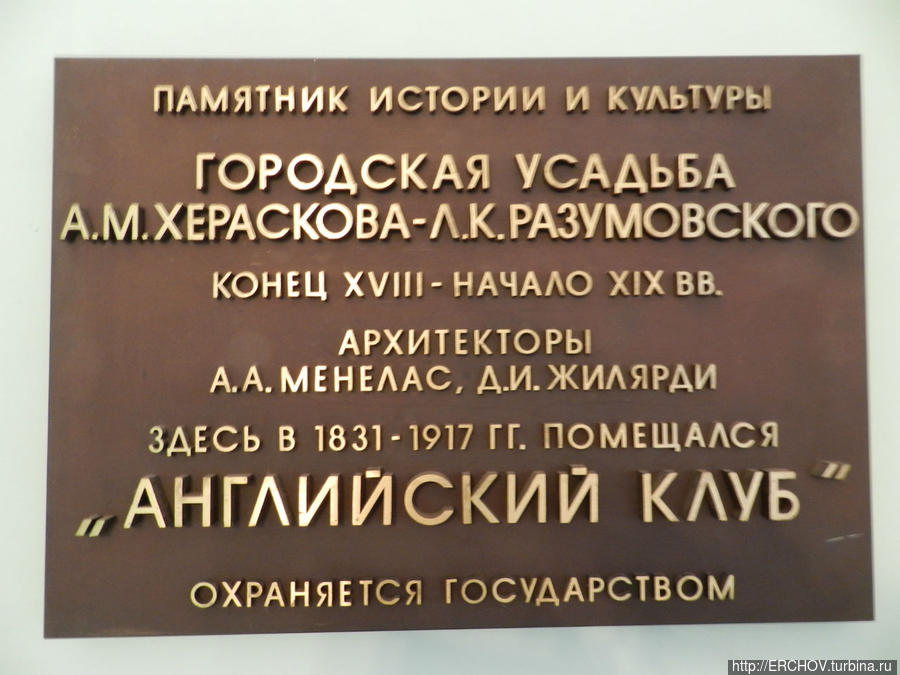 ПАМЯТНИК ИСТОРИИ И КУЛЬТУРЫ
ГОРОДСКАЯ УСАДЬБА
А.М.ХЕРАСКОВА-Л.К.РАЗУМОВСКОГО
КОНЕЦ XVIII - НАЧАЛО XIX ВВ.
АРХИТЕКТОРЫ
А.А. МЕНЕЛАС, Д.И. ЖИЛЯРДИ
ЗДЕСЬ В 1831-1917 ГГ. ПОМЕЩАЛСЯ
„АНГЛИЙСКИЙ КЛУБ"
ОХРАНЯЕТСЯ ГОСУДАРСТВОМ
http://ERCHOV.turbina.ru